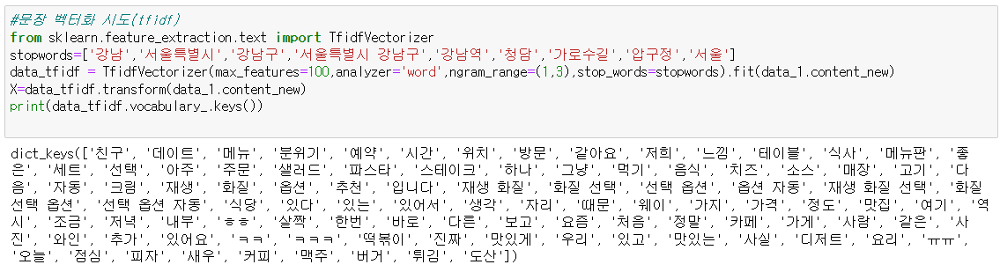 #문장 벡터화 시도(tfidf)
from sklearn.feature_extraction.text import TfidfVectorizer
stopwords=['강남','서울특별시','강남구','서울특별시 강남구','강남역','청담','가로수길','압구정','서울']
data_tfidf = TfidfVectorizer(max_features=100,analyzer='word',ngram_range=(1,3),stop_words=stopwords).fit(data_1.content_new)
X=data_tfidf.transform(data_1.content_new)
print(data_tfidf.vocabulary_.keys())
dict_keys(['친구', '데이트', '메뉴', '분위기', '예약', '시간', '위치', '방문', '같아요', '저희', '느낌', '테이블', '식사', '메뉴판', '좋
은', '세트', '선택', '아주', '주문', '샐러드', '파스타', '스테이크', '하나', '그냥', '먹기', '음식', '치즈', '소스', '매장', '고기', '다
음', '자동', '크림', '재생', '화질', '옵션', '추천', '입니다', '재생 화질', '화질 선택', '선택 옵션', '옵션 자동', '재생 화질 선택', '화질
선택 옵션', '선택 옵션 자동', '식당', '있다', '있는', '있어서', '생각', '자리', '때문', '웨이', '가지', '가격', '정도', '맛집', '여기', '역
시', '조금', '저녁', '내부', 'ㅎㅎ', '살짝', '한번', '바로', '다른', '보고', '요즘', '처음', '정말', '카페', '가게', '사람', '같은', '사
진', '와인', '추가', '있어요', 'ㅋㅋ', 'ㅋㅋㅋ', '떡볶이', '진짜', '맛있게', '우리', '있고', '맛있는', '사실', '디저트', '요리', 'ㅠㅠ',
'오늘', '점심', '피자', '새우', '커피', '맥주', '버거', '튀김', '도산'])